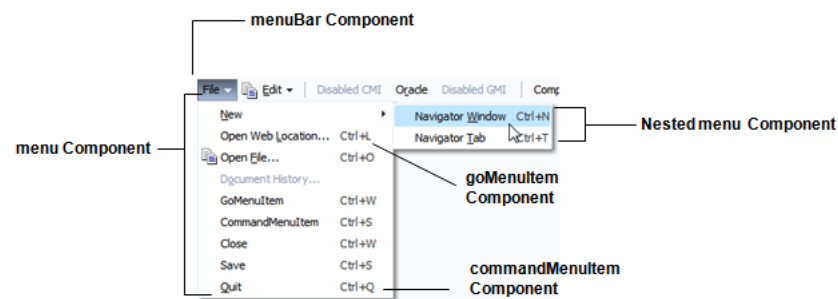 menuBar Component
File Edit Disabled CMI Oracle Disabled GMI
New Navigator Window Ctrl+N
Nested menu Component
Open Web Location... Ctrl+L Navigator Tab Ctrl+T
menu Component
Open File... Ctrl+O
goMenuItem
Component
Document History...
GoMenuItem Ctrl+W
CommandMenuItem Ctrl+S
Close Ctrl+W
Save Ctrl+S
commandMenuItem
Component
Quit Ctrl+Q